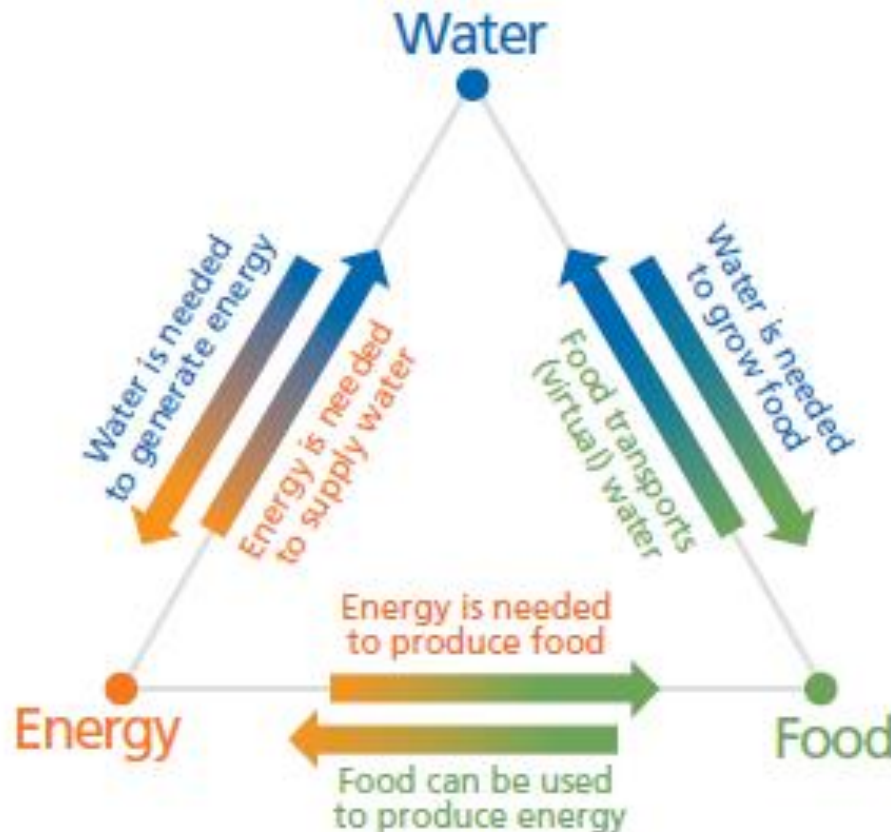 Water
Water is needed
to generate energy
Energy is needed
to supply water
Food transports
(virtual) water
Water is needed
to grow food
Energy is needed
to produce food
Energy
Food
Food can be used
to produce energy